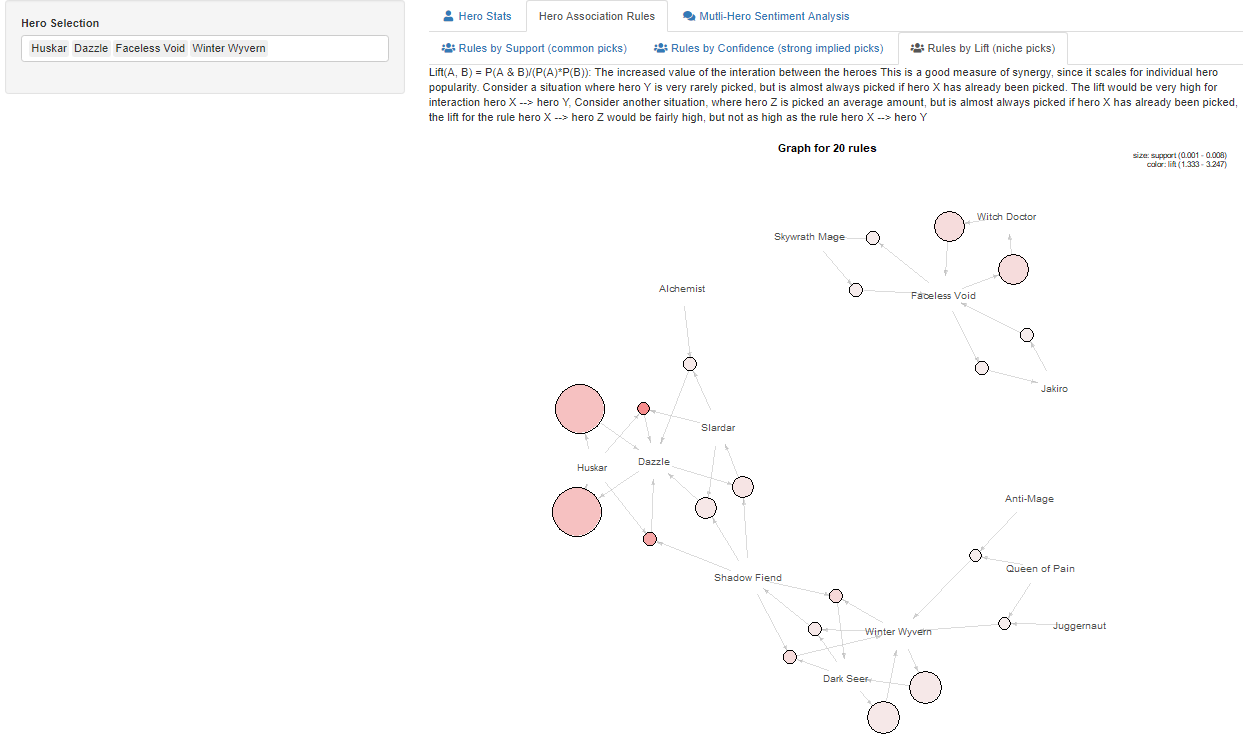 Hero Selection
Huskar Dazzle Faceless Void Winter Wyvern
Hero Stats Hero Association Rules Mutli-Hero Sentiment Analysis
Rules by Support (common picks) Rules by Confidence (strong implied picks) Rules by Lift (niche picks)
Lift(A, B) = P(A & B)/(P(A)*P(B)): The increased value of the interation between the heroes This is a good measure of synergy, since it scales for individual hero
popularity. Consider a situation where hero Y is very rarely picked, but is almost always picked if hero X has already been picked. The lift would be very high for
interaction hero X --> hero Y, Consider another situation, where hero Z is picked an average amount, but is almost always picked if hero X has already been picked,
the lift for the rule hero X --> hero Z would be fairly high, but not as high as the rule hero X --> hero Y
Graph for 20 rules
size: support (0.001 - 0.008)
color: lift (1.333 - 3.247)
Witch Doctor
Skywrath Mage
Alchemist
Faceless Void
Jakiro
Slardar
Dazzle
Huskar
Anti-Mage
Queen of Pain
Shadow Fiend
Juggernaut
Winter Wyvern
Dark Seer